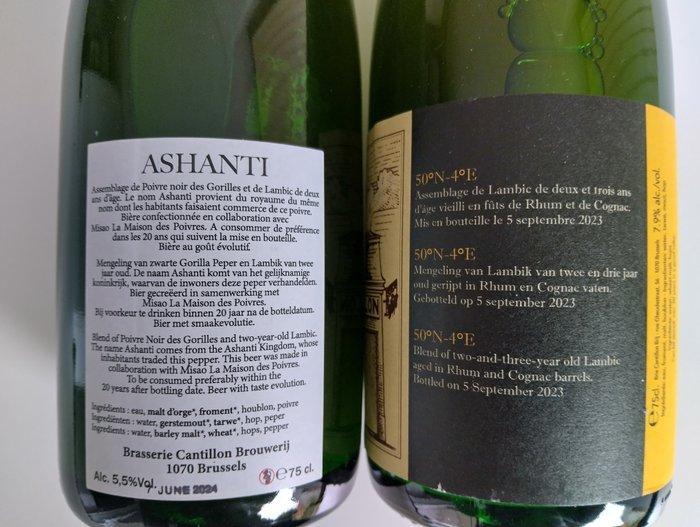 ASHANTI
Assemblage de Poivre noir des Gorilles et de Lambic de deux
ans d'âge. Le nom Ashanti provient du royaume du même
nom dont les habitants faisaient commerce de ce poivre.
Bière confectionnée en collaboration avec
Misao La Maison des Poivres. A consommer de préférence
dans les 20 ans qui suivent la mise en bouteille.
Bière au goût évolutif.
Mengeling van zwarte Gorilla Peper en Lambik van twee
jaar oud. De naam Ashanti komt van het gelijknamige
koninkrijk, waarvan de inwoners deze peper verhandelden.
Bier gecreëerd in samenwerking met
Misao La Maison des Poivres.
Bij voorkeur te drinken binnen 20 jaar na de botteldatum.
Bier met smaakevolutie.
Blend of Poivre Noir des Gorilles and two-year-old Lambic.
The name Ashanti comes from the Ashanti Kingdom, whose
inhabitants traded this pepper. This beer was made in
collaboration with Misao La Maison des Poivres.
To be consumed preferably within the
20 years after bottling date. Beer with taste evolution.
Ingrédients : eau, malt d'orge*, froment*, houblon, poivre
Ingrediënten : water, gerstemout*, tarwe*, hop, peper
Ingredients : water, barley malt*, wheat*, hops, pepper
Brasserie Cantillon Brouwerij
1070 Brussels
Alc. 5,5%Vol.
e 75 cl.
7 JUNE 2024
50°N-4°E
Assemblage de Lambic de deux et trois ans
d'âge vieilli en fûts de Rhum et de Cognac.
Mis en bouteille le 5 septembre 2023
50°N-4°E
Mengeling van Lambik van twee en drie jaar
oud gerijpt in Rhum en Cognac vaten.
Gebotteld op 5 september 2023
50°N-4°E
Blend of two-and-three-year old Lambic
aged in Rhum and Cognac barrels.
Bottled on 5 September 2023
e 75cl.
1070 Brussels 7,9% alc./vol.